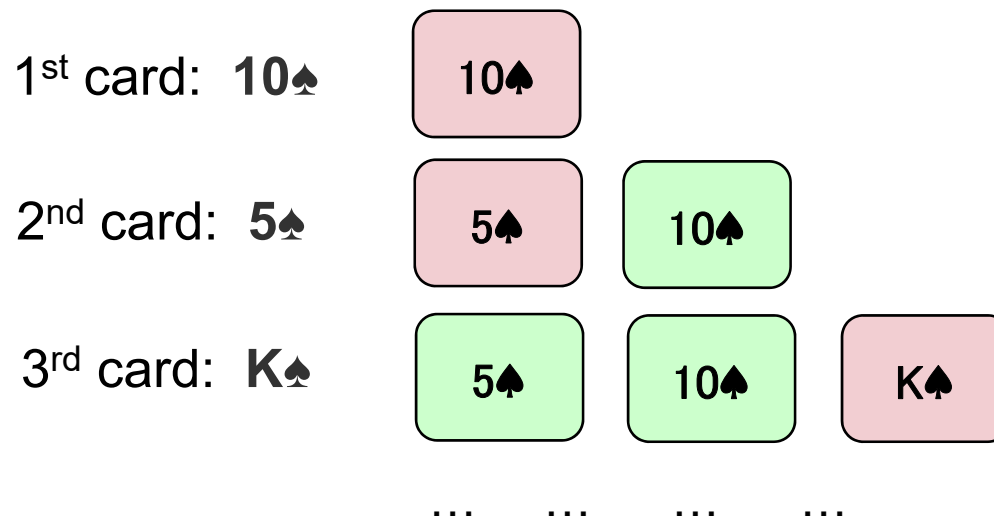 1st card: 10♠ 10♠
2nd card: 5♠ 5♠ 10♠
3rd card: K♠ 5♠ 10♠ K♠
... ... ... ...